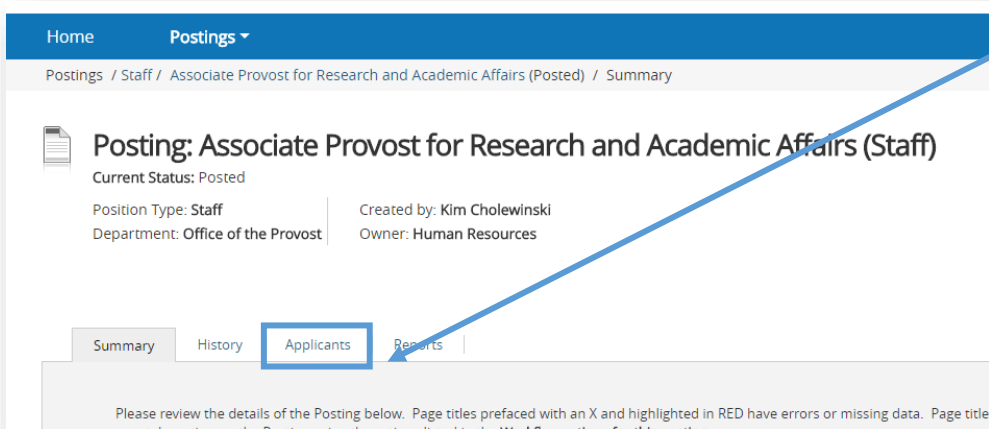 Home Postings
Postings / Staff / Associate Provost for Research and Academic Affairs (Posted) / Summary
Posting: Associate Provost for Research and Academic Affairs (Staff)
Current Status: Posted
Position Type: Staff Created by: Kim Cholewinski
Department: Office of the Provost Owner: Human Resources
Summary History Applicants Reports
Please review the details of the Posting below. Page titles prefaced with an X and highlighted in RED have errors or missing data. Page title